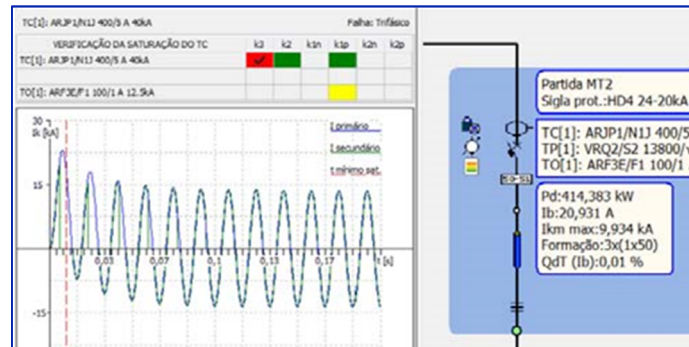 TC[1]: ARJP1/N1J 400/5 A 40kA
Falha: Trifásico
VERIFICAÇÃO DA SATURAÇÃO DO TC
k3 k2 k1n k1p k2n k2p
TC[1]: ARJP1/N1J 400/5 A 40kA
TO[1]: ARF3E/F1 100/1 A 12.5kA
30
Ik [kA]
I primário
I secundário
t mínimo sat.
15
0,03 0,07 0,1 0,13 0,17 t [s]
-15
Partida MT2
Sigla prot.:HD4 24-20kA
TC[1]: ARJP1/N1J 400/5
TP[1]: VRQ2/S2 13800/
TO[1]: ARF3E/F1 100/1
50-51
Pd:414,383 kW
Ib:20,931 A
Ikm max:9,934 kA
Formação:3x(1x50)
QdT (Ib):0,01 %